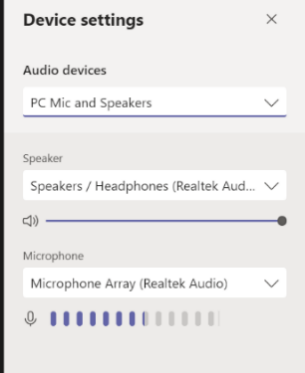 Device settings
Audio devices
PC Mic and Speakers
Speaker
Speakers / Headphones (Realtek Aud...
Microphone
Microphone Array (Realtek Audio)